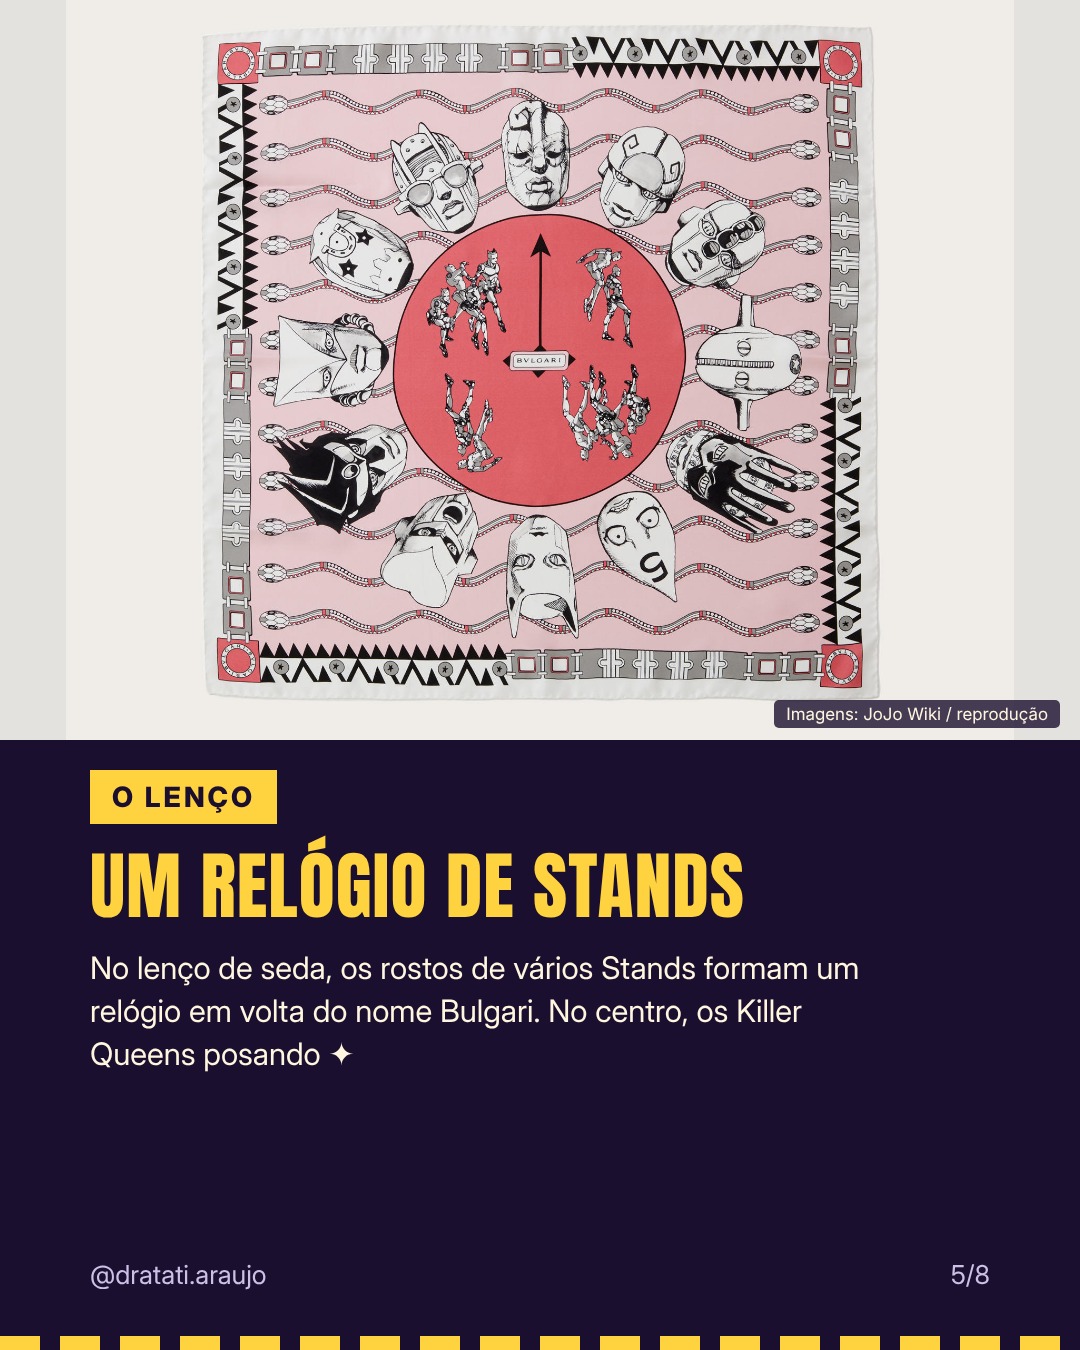 BVLGARI
Imagens: JoJo Wiki / reprodução
O LENÇO
UM RELÓGIO DE STANDS
No lenço de seda, os rostos de vários Stands formam um
relógio em volta do nome Bulgari. No centro, os Killer
Queens posando ✦
@dratati.araujo
5/8